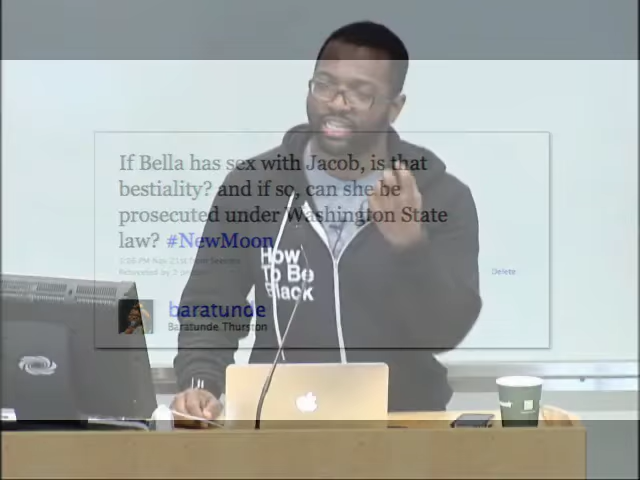 If Bella has sex with Jacob, is that
bestiality? and if so, can she be
prosecuted under Washington State
law? #NewMoon
Delete
baratunde
Baratunde Thurston
How
To Be
Black